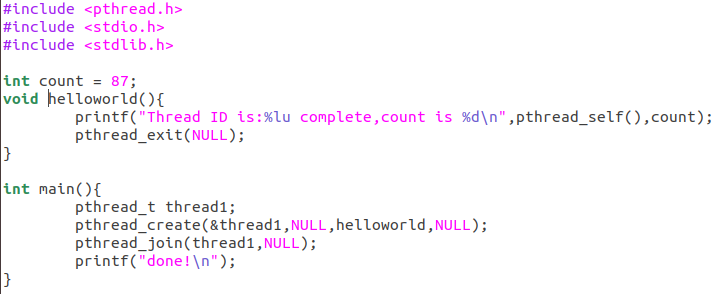 #include <pthread.h>
#include <stdio.h>
#include <stdlib.h>

int count = 87;
void helloworld(){
        printf("Thread ID is:%lu complete,count is %d\n",pthread_self(),count);
        pthread_exit(NULL);
}

int main(){
        pthread_t thread1;
        pthread_create(&thread1,NULL,helloworld,NULL);
        pthread_join(thread1,NULL);
        printf("done!\n");
}